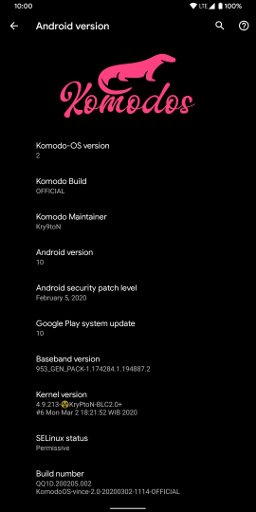 10:00
LTE
100%
Android version
Komodos
Komodo-OS version
2
Komodo Build
OFFICIAL
Komodo Maintainer
Kry9toN
Android version
10
Android security patch level
February 5, 2020
Google Play system update
10
Baseband version
953_GEN_PACK-1.174284.1.194887.2
Kernel version
4.9.213-☢KryPtoN-BLC2.0+
#6 Mon Mar 2 18:21:52 WIB 2020
SELinux status
Permissive
Build number
QQ1D.200205.002
KomodoOS-vince-2.0-20200302-1114-OFFICIAL